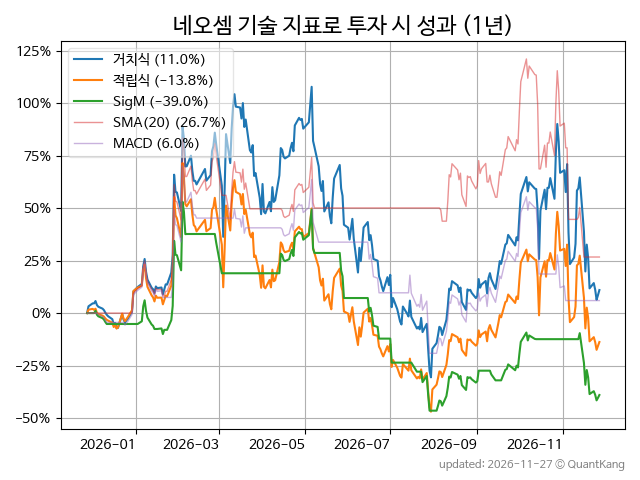 네오셈 기술 지표로 투자 시 성과 (1년)
125%
100%
75%
50%
25%
0%
−25%
−50%
거치식 (11.0%)
적립식 (−13.8%)
SigM (−39.0%)
SMA(20) (26.7%)
MACD (6.0%)
2026-01
2026-03
2026-05
2026-07
2026-09
2026-11
updated: 2026-11-27 © QuantKang